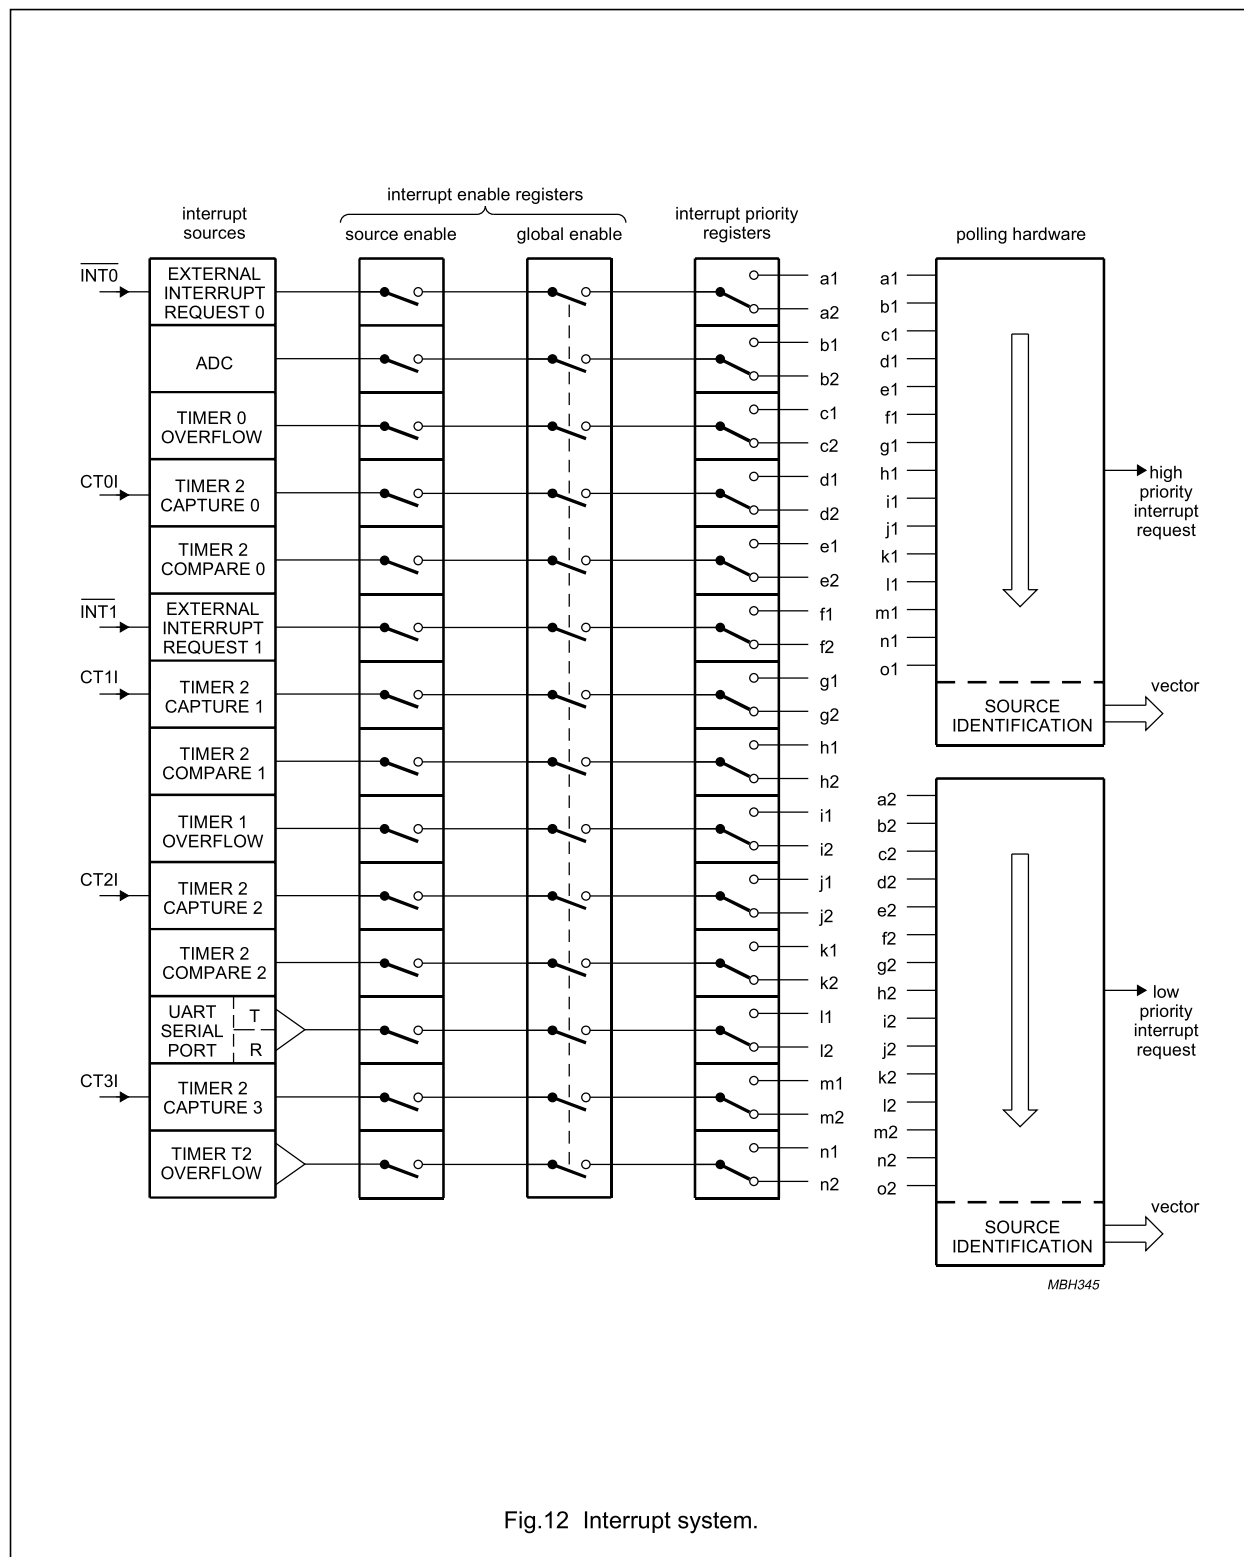 interrupt enable registers
interrupt
sources
source enable
global enable
interrupt priority
registers
polling hardware
INT0
EXTERNAL
INTERRUPT
REQUEST 0
ADC
TIMER 0
OVERFLOW
CT0I
TIMER 2
CAPTURE 0
TIMER 2
COMPARE 0
INT1
EXTERNAL
INTERRUPT
REQUEST 1
CT1I
TIMER 2
CAPTURE 1
TIMER 2
COMPARE 1
TIMER 1
OVERFLOW
CT2I
TIMER 2
CAPTURE 2
TIMER 2
COMPARE 2
UART
SERIAL
PORT
T
R
CT3I
TIMER 2
CAPTURE 3
TIMER T2
OVERFLOW
a1
a2
b1
b2
c1
c2
d1
d2
e1
e2
f1
f2
g1
g2
h1
h2
i1
i2
j1
j2
k1
k2
l1
l2
m1
m2
n1
n2
a1
b1
c1
d1
e1
f1
g1
h1
i1
j1
k1
l1
m1
n1
o1
high
priority
interrupt
request
SOURCE
IDENTIFICATION
vector
a2
b2
c2
d2
e2
f2
g2
h2
i2
j2
k2
l2
m2
n2
o2
low
priority
interrupt
request
SOURCE
IDENTIFICATION
vector
MBH345
Fig.12 Interrupt system.